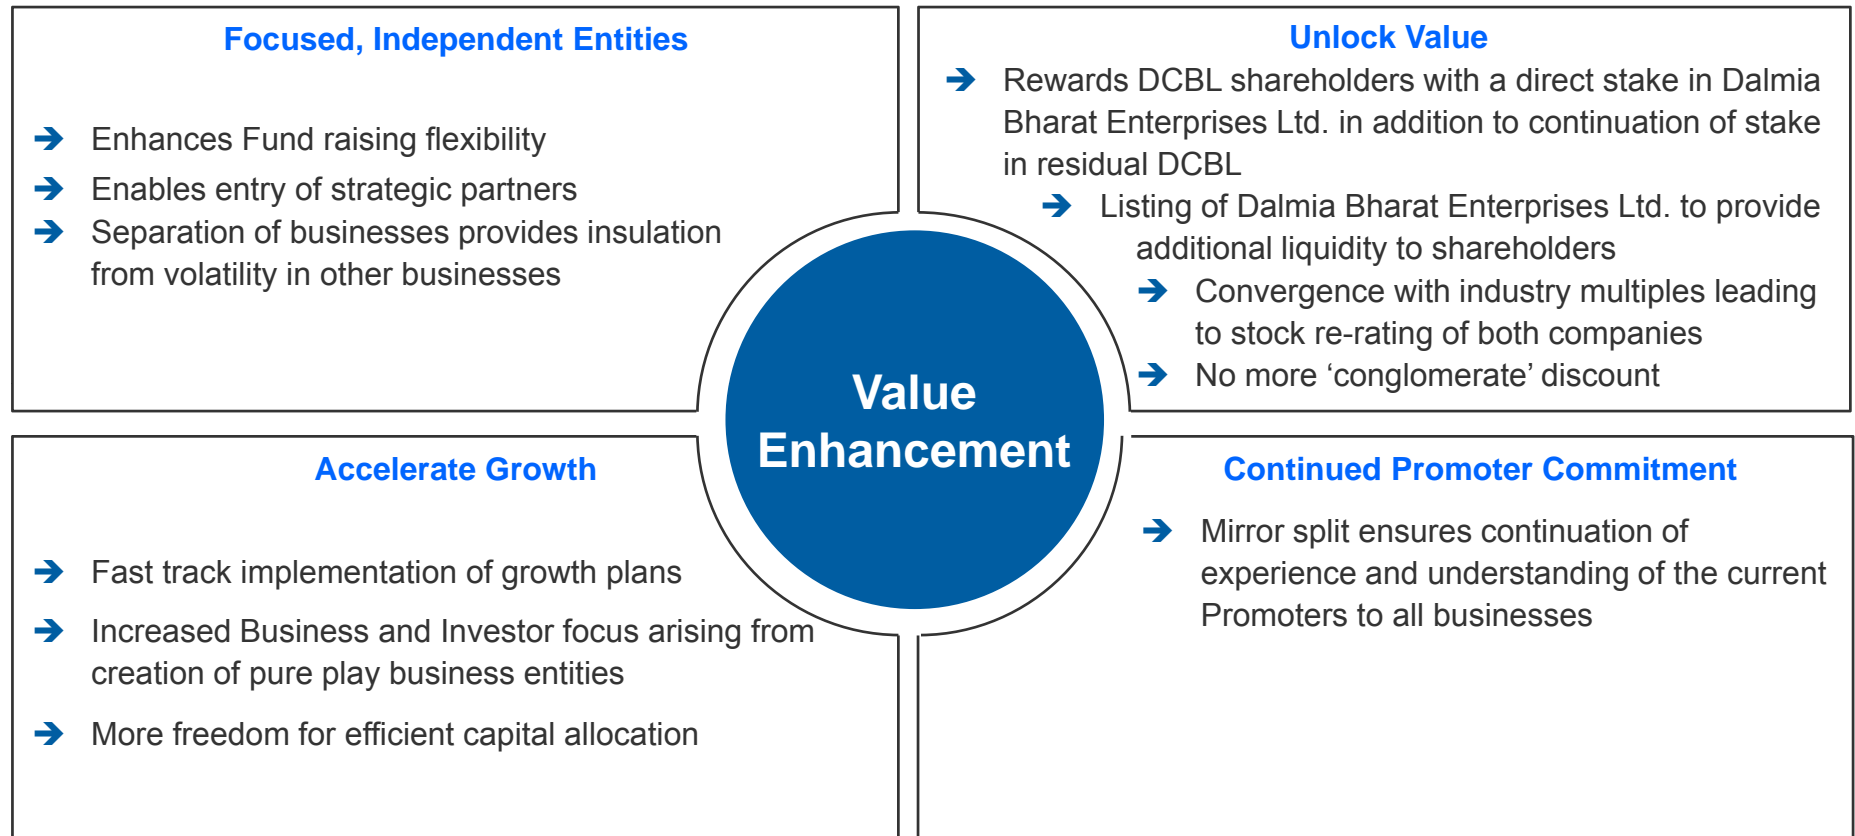 Focused, Independent Entities
Enhances Fund raising flexibility
Enables entry of strategic partners
Separation of businesses provides insulation
from volatility in other businesses
Unlock Value
Rewards DCBL shareholders with a direct stake in Dalmia
Bharat Enterprises Ltd. in addition to continuation of stake
in residual DCBL
Listing of Dalmia Bharat Enterprises Ltd. to provide
additional liquidity to shareholders
Convergence with industry multiples leading
to stock re-rating of both companies
No more ‘conglomerate’ discount
Value
Enhancement
Accelerate Growth
Fast track implementation of growth plans
Increased Business and Investor focus arising from
creation of pure play business entities
More freedom for efficient capital allocation
Continued Promoter Commitment
Mirror split ensures continuation of
experience and understanding of the current
Promoters to all businesses